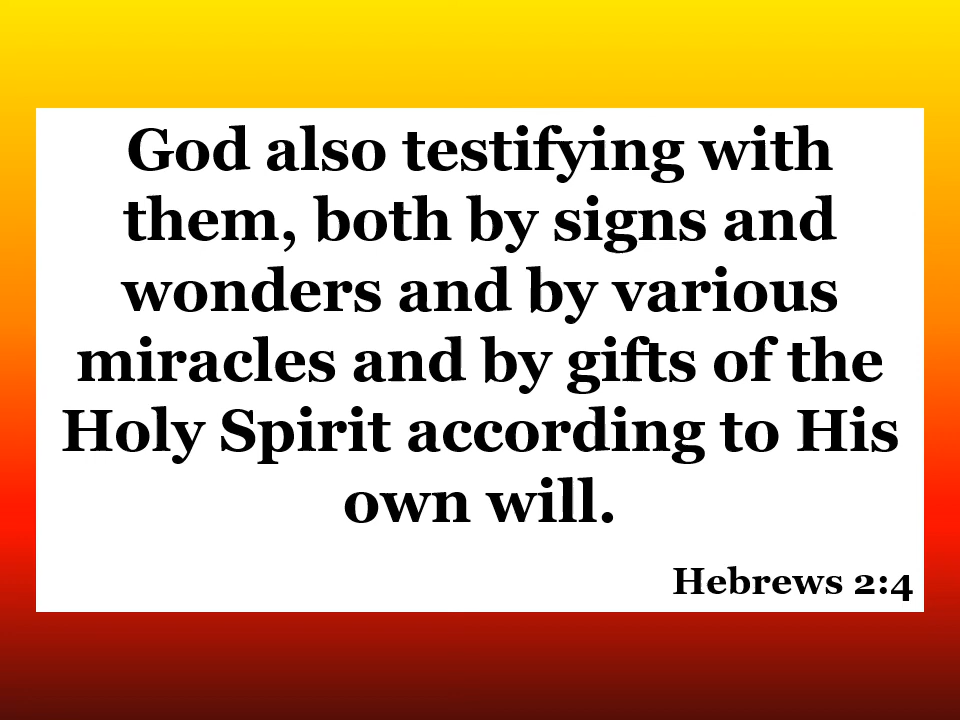 God also testifying with
them, both by signs and
wonders and by various
miracles and by gifts of the
Holy Spirit according to His
own will.
Hebrews 2:4